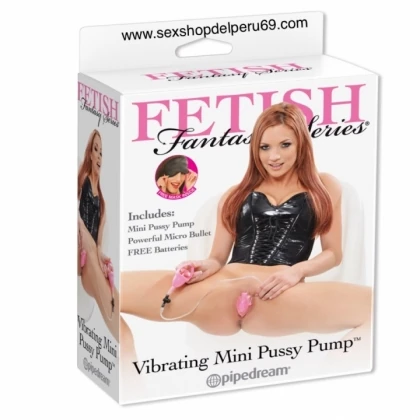 www.sexshopdelperu69.com
FETISH
Fantasy Series®
Includes:
Mini Pussy Pump
Powerful Micro Bullet
FREE Batteries
Vibrating Mini Pussy Pump™
pipedream®
Vibrating Mini
Pussy Pump™